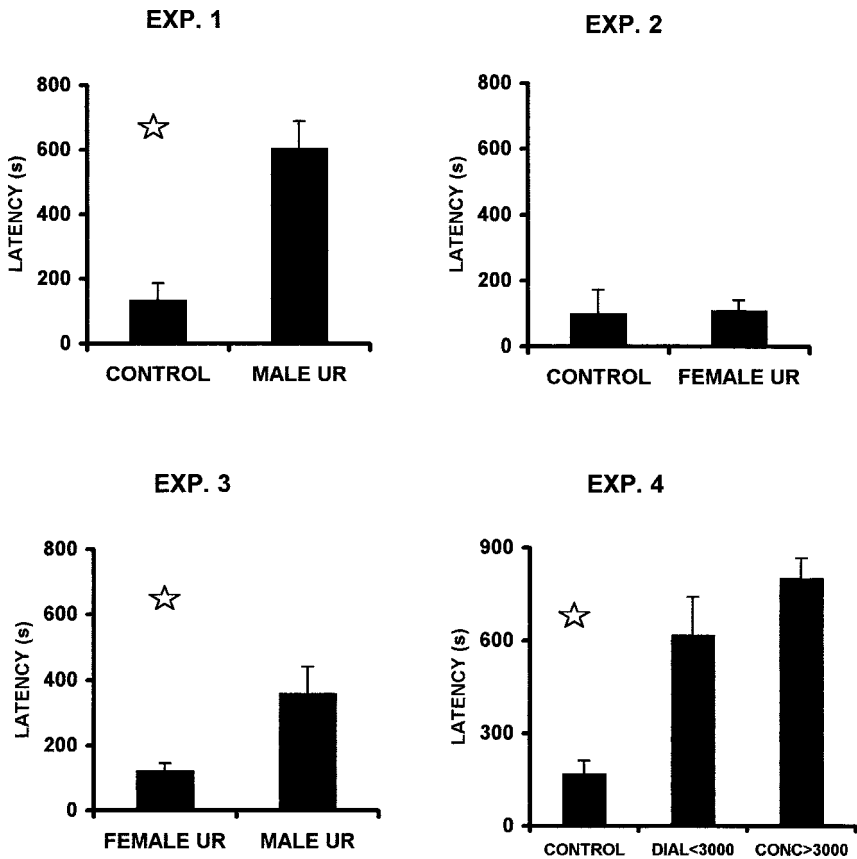 EXP. 1
LATENCY (s)
800
600
400
200
0
CONTROL MALE UR
EXP. 2
LATENCY (s)
800
600
400
200
0
CONTROL FEMALE UR
EXP. 3
LATENCY (s)
800
600
400
200
0
FEMALE UR MALE UR
EXP. 4
LATENCY (s)
900
600
300
0
CONTROL DIAL<3000 CONC>3000